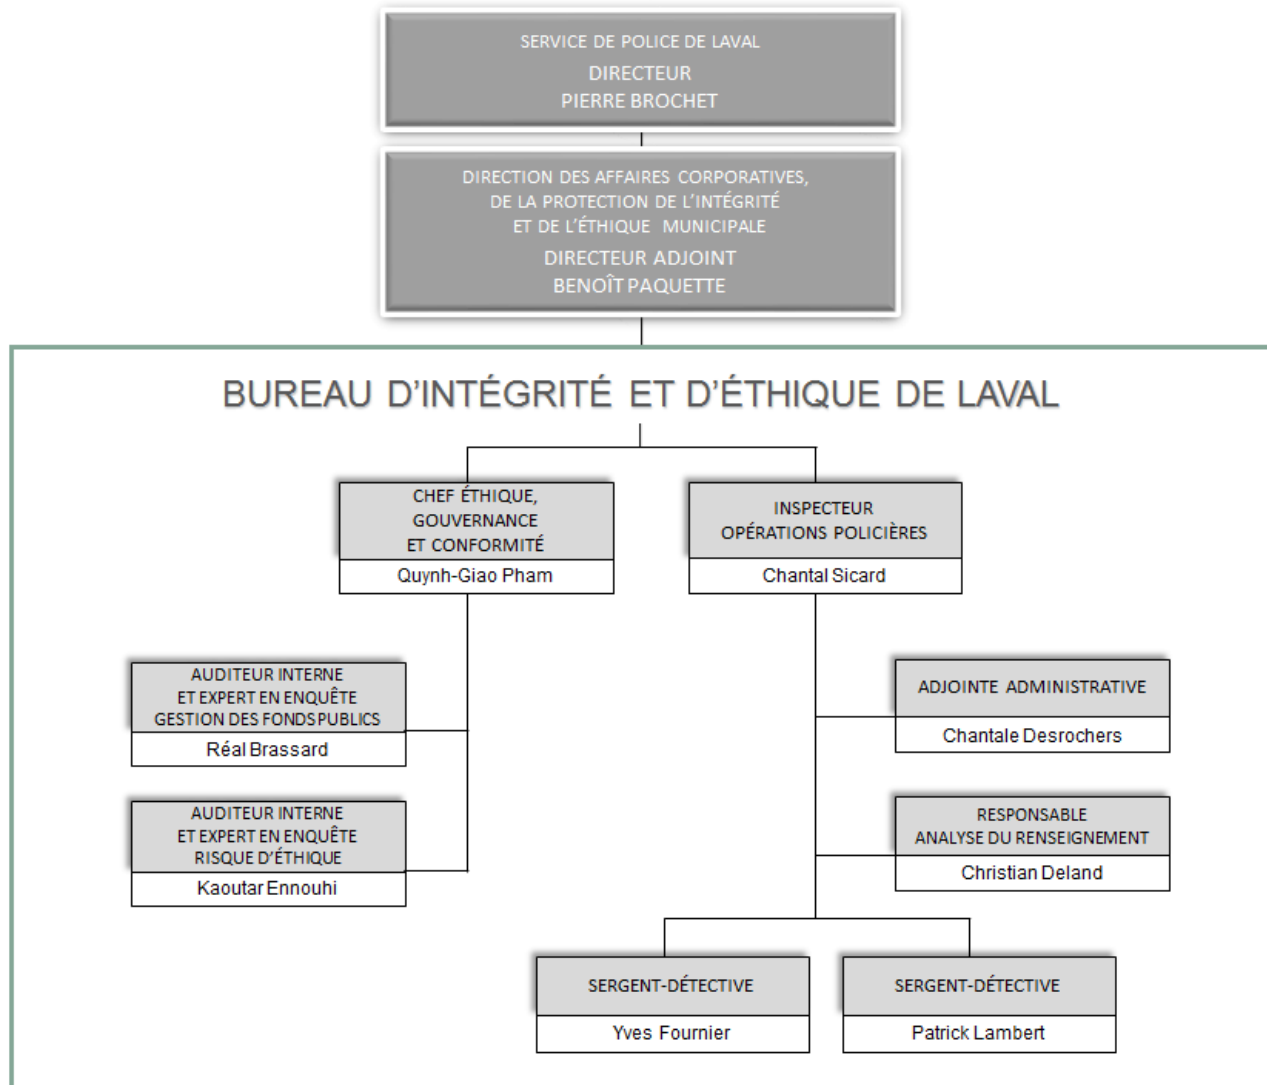 SERVICE DE POLICE DE LAVAL
DIRECTEUR
PIERRE BROCHET
DIRECTION DES AFFAIRES CORPORATIVES,
DE LA PROTECTION DE L'INTÉGRITÉ
ET DE L'ÉTHIQUE MUNICIPALE
DIRECTEUR ADJOINT
BENOÎT PAQUETTE
BUREAU D'INTÉGRITÉ ET D'ÉTHIQUE DE LAVAL
CHEF ÉTHIQUE,
GOUVERNANCE
ET CONFORMITÉ
Quynh-Giao Pham
INSPECTEUR
OPÉRATIONS POLICIÈRES
Chantal Sicard
AUDITEUR INTERNE
ET EXPERT EN ENQUÊTE
GESTION DES FONDS PUBLICS
Réal Brassard
ADJOINTE ADMINISTRATIVE
Chantale Desrochers
AUDITEUR INTERNE
ET EXPERT EN ENQUÊTE
RISQUE D'ÉTHIQUE
Kaoutar Ennouhi
RESPONSABLE
ANALYSE DU RENSEIGNEMENT
Christian Deland
SERGENT-DÉTECTIVE
Yves Fournier
SERGENT-DÉTECTIVE
Patrick Lambert